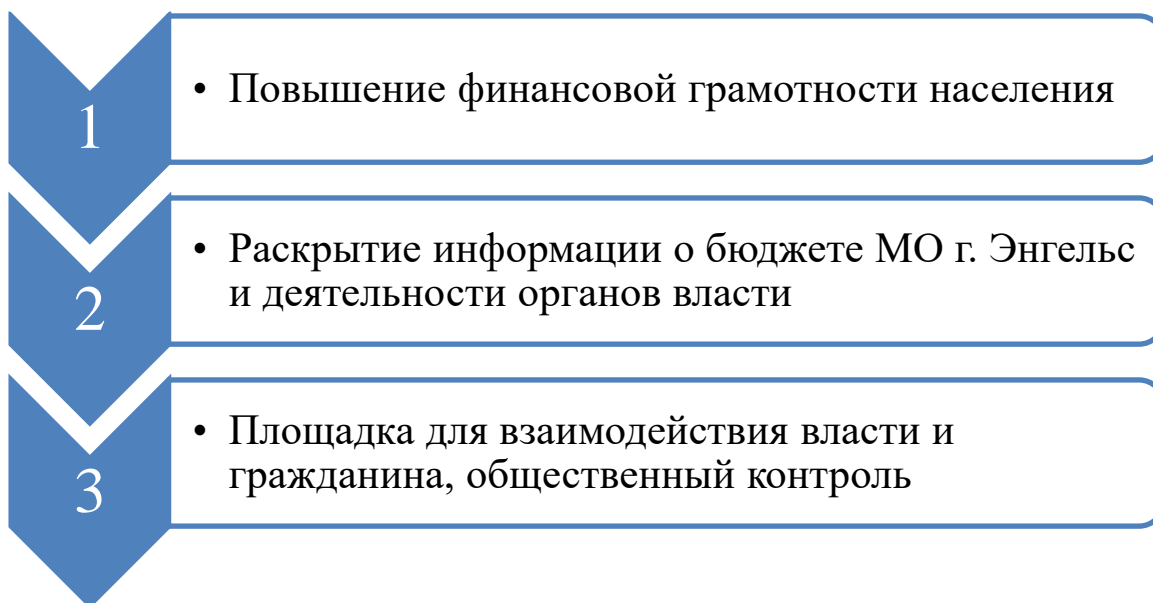 1
• Повышение финансовой грамотности населения
2
• Раскрытие информации о бюджете МО г. Энгельс
и деятельности органов власти
3
• Площадка для взаимодействия власти и
гражданина, общественный контроль